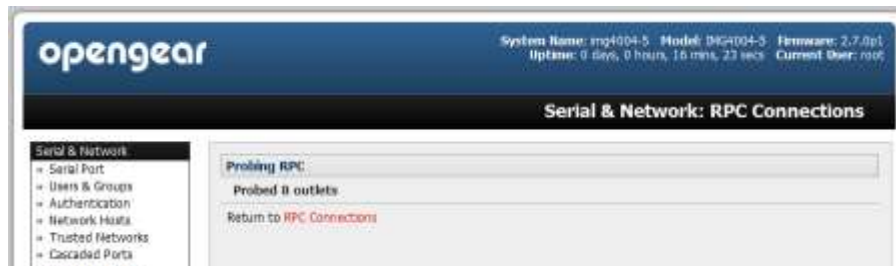 opengear
System Name: img4004-5 Model: IMG4004-5 Firmware: 2.7.0p1
Uptime: 0 days, 0 hours, 16 mins, 23 secs Current User: root
Serial & Network: RPC Connections
Serial & Network
» Serial Port
» Users & Groups
» Authentication
» Network Hosts
» Trusted Networks
» Cascaded Ports
Probing RPC
Probed 8 outlets
Return to RPC Connections